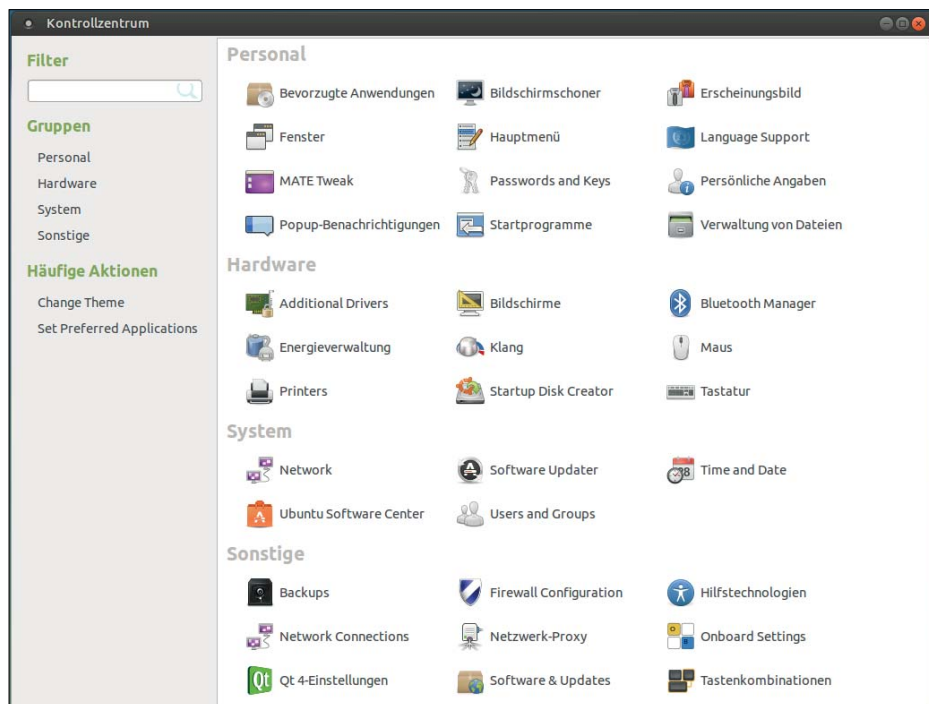 Kontrollzentrum
Filter
Gruppen
Personal
Hardware
System
Sonstige
Häufige Aktionen
Change Theme
Set Preferred Applications
Personal
Bevorzugte Anwendungen
Bildschirmschoner
Erscheinungsbild
Fenster
Hauptmenü
Language Support
MATE Tweak
Passwords and Keys
Persönliche Angaben
Popup-Benachrichtigungen
Startprogramme
Verwaltung von Dateien
Hardware
Additional Drivers
Bildschirme
Bluetooth Manager
Energieverwaltung
Klang
Maus
Printers
Startup Disk Creator
Tastatur
System
Network
Software Updater
Time and Date
Ubuntu Software Center
Users and Groups
Sonstige
Backups
Firewall Configuration
Hilfstechnologien
Network Connections
Netzwerk-Proxy
Onboard Settings
Qt 4-Einstellungen
Software & Updates
Tastenkombinationen